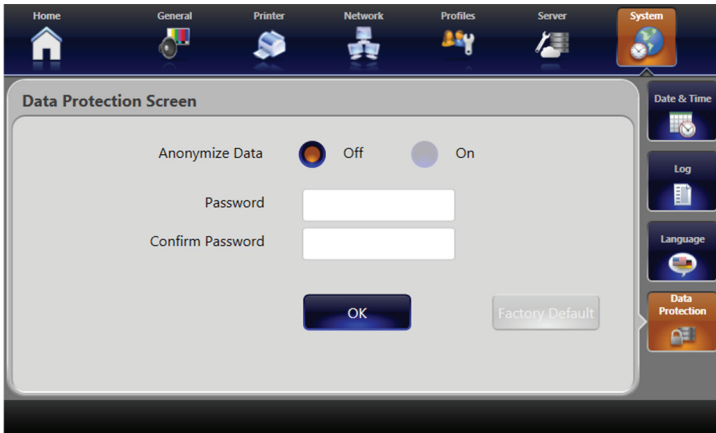 Home General Printer Network Profiles Server System
Data Protection Screen
Date & Time
Anonymize Data Off On
Log
Password
Confirm Password
Language
OK Factory Default
Data
Protection